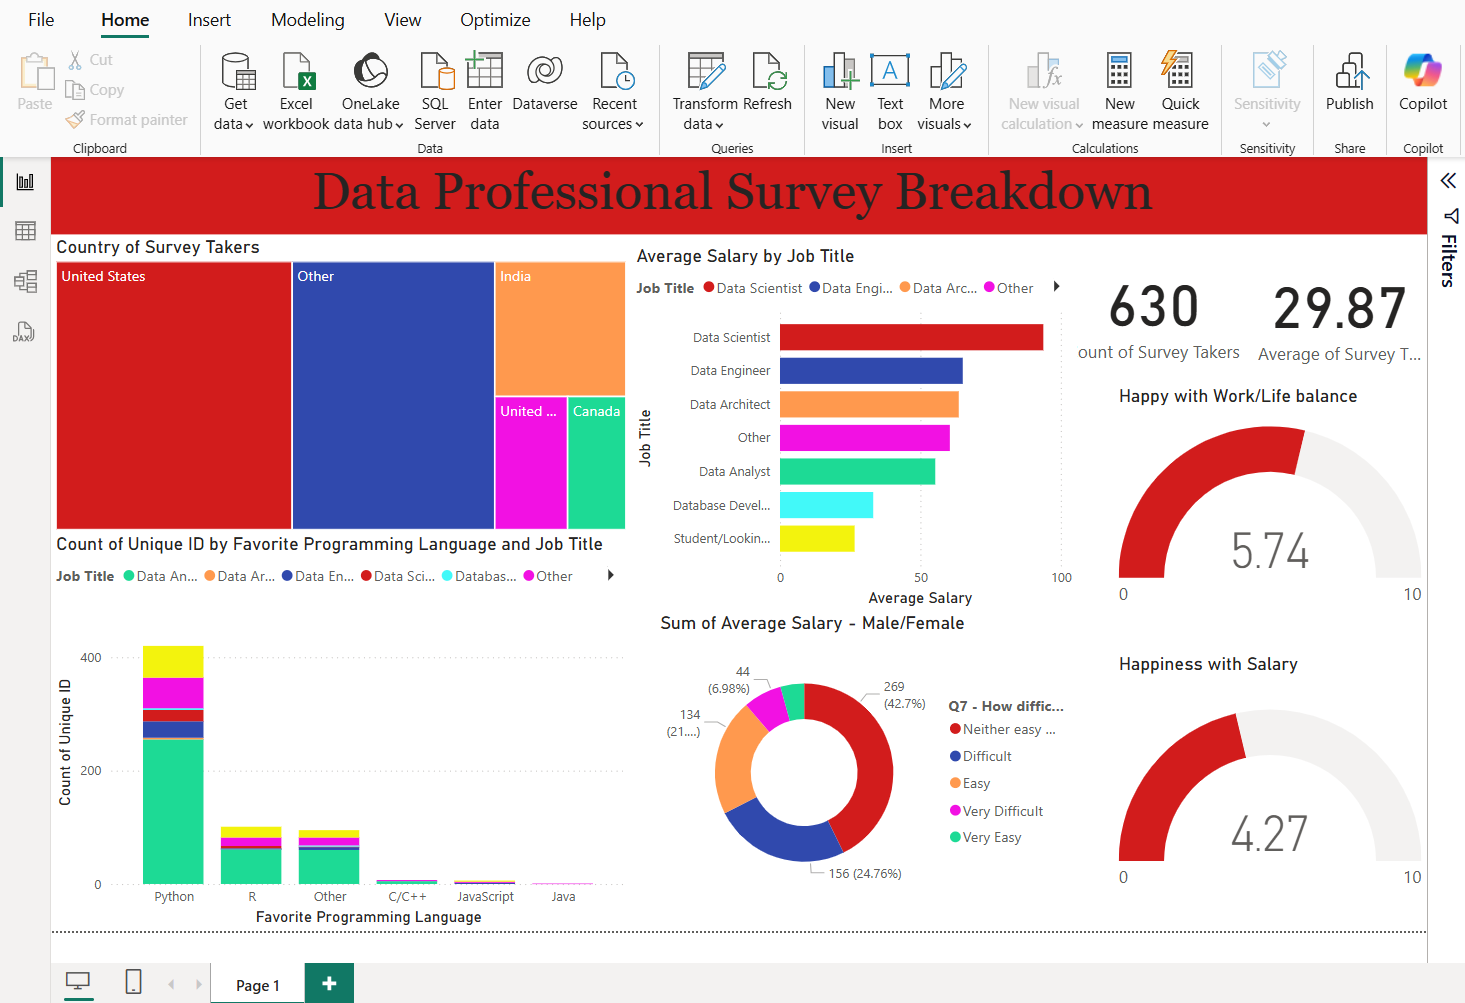 File Home Insert Modeling View Optimize Help
Paste
Cut
Copy
Format painter
Clipboard
Get data
Excel workbook
OneLake data hub
SQL Server
Enter data
Dataverse
Recent sources
Data
Transform data
Refresh
Queries
New visual
Text box
More visuals
Insert
New visual calculation
New measure
Quick measure
Calculations
Sensitivity
Sensitivity
Publish
Share
Copilot
Copilot
DAX
Data Professional Survey Breakdown
Filters
Country of Survey Takers
United States
Other
India
United ...
Canada
Average Salary by Job Title
Job Title Data Scientist Data Engi... Data Arc... Other
Job Title
Data Scientist
Data Engineer
Data Architect
Other
Data Analyst
Database Devel...
Student/Lookin...
0 50 100
Average Salary
630
ount of Survey Takers
29.87
Average of Survey T...
Happy with Work/Life balance
5.74
0 10
Count of Unique ID by Favorite Programming Language and Job Title
Job Title Data An... Data Ar... Data En... Data Sci... Databas... Other
Count of Unique ID
400
200
0
Python R Other C/C++ JavaScript Java
Favorite Programming Language
Sum of Average Salary - Male/Female
44
(6.98%)
269
(42.7%)
134
(21....)
156 (24.76%)
Q7 - How diffic...
Neither easy ...
Difficult
Easy
Very Difficult
Very Easy
Happiness with Salary
4.27
0 10
Page 1